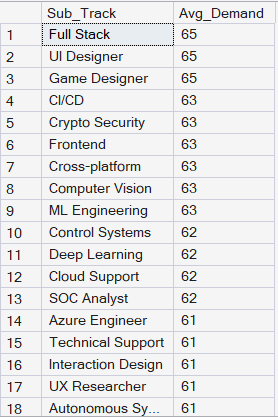 Sub_Track Avg_Demand
1 Full Stack 65
2 UI Designer 65
3 Game Designer 65
4 CI/CD 63
5 Crypto Security 63
6 Frontend 63
7 Cross-platform 63
8 Computer Vision 63
9 ML Engineering 63
10 Control Systems 62
11 Deep Learning 62
12 Cloud Support 62
13 SOC Analyst 62
14 Azure Engineer 61
15 Technical Support 61
16 Interaction Design 61
17 UX Researcher 61
18 Autonomous Sy... 61